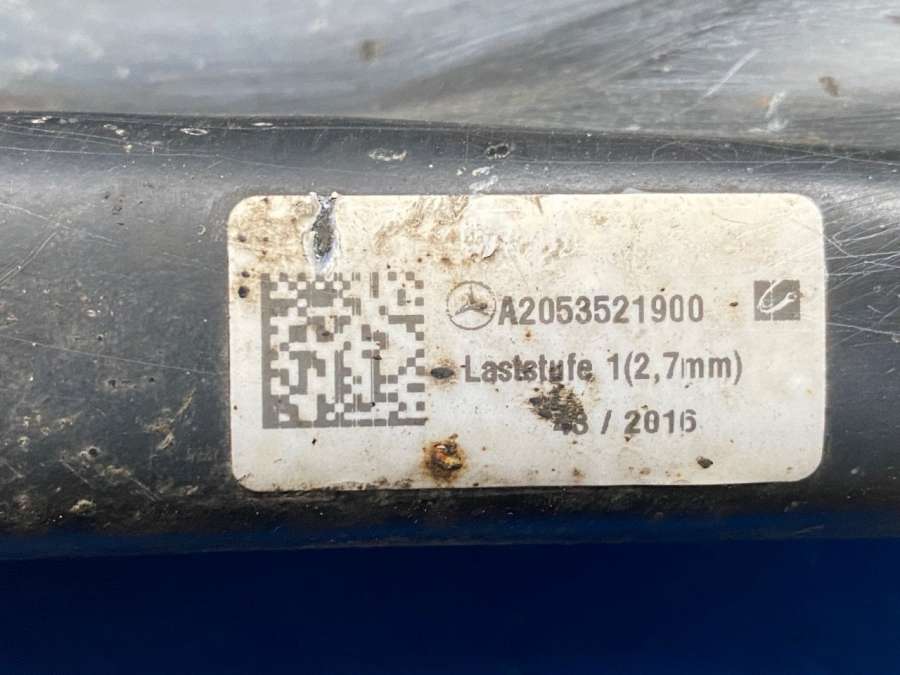 A2053521900
Laststufe 1(2,7mm)
/ 2016